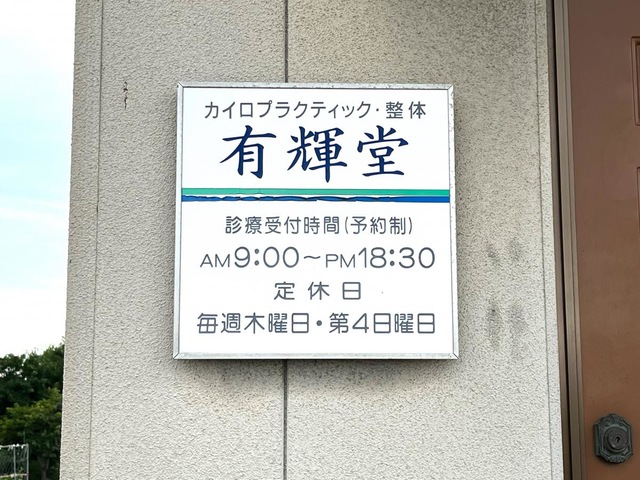 カイロプラクティック・整体
有輝堂
診療受付時間(予約制)
AM9:00～PM18:30
定休日
毎週木曜日・第4日曜日